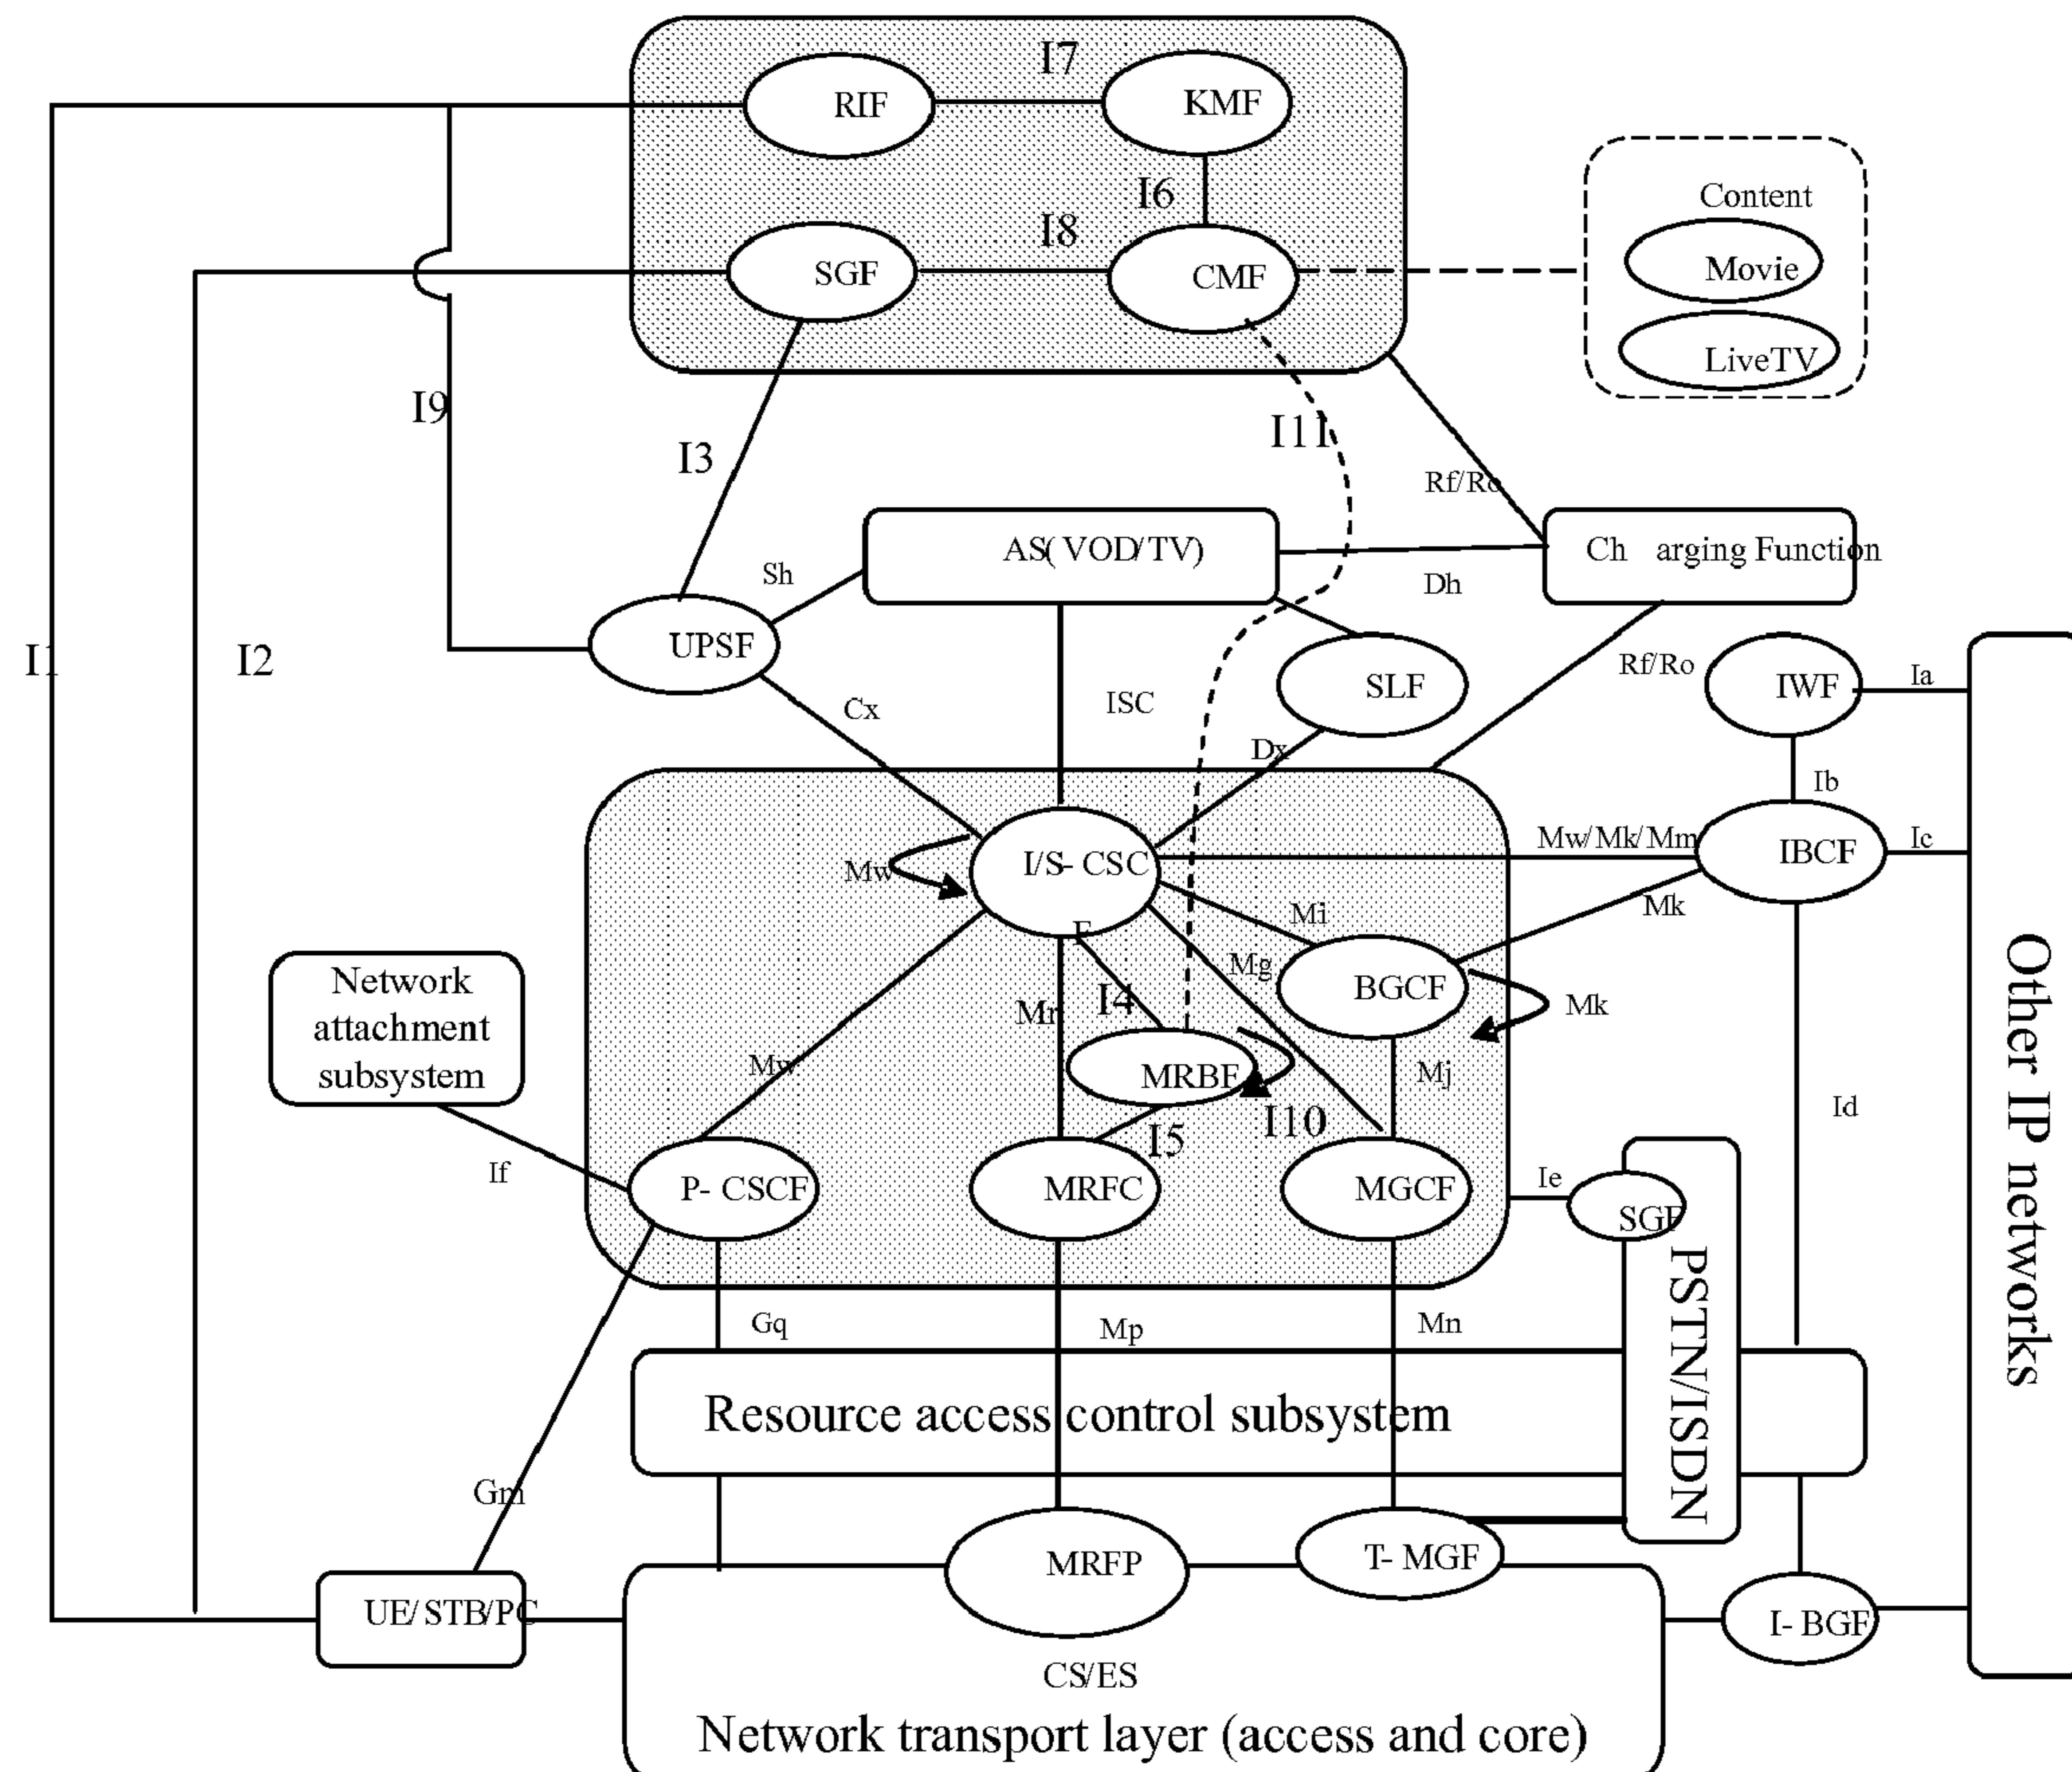 I7
RIF
KMF
I6
Content
I8
SGF
CMF
Movie
LiveTV
I9
I11
I3
Rf/Ro
AS( VOD/TV)
Ch arging Function
Sh
Dh
UPSF
I1
I2
Rf/Ro
SLF
IWF
Ia
Cx
ISC
Dx
Ib
Mw/Mk/Mm
Ic
I/S- CSC
F
IBCF
Mw
Mi
Mk
Network
attachment
subsystem
Mg
BGCF
Mr
I4
Mk
Mw
MRBF
Mj
Id
Other IP networks
I10
I5
If
P- CSCF
MRFC
MGCF
Ie
SGF
PSTN/ISDN
Gq
Mp
Mn
Resource access control subsystem
Gm
MRFP
T- MGF
UE/STB/PC
I- BGF
CS/ES
Network transport layer (access and core)